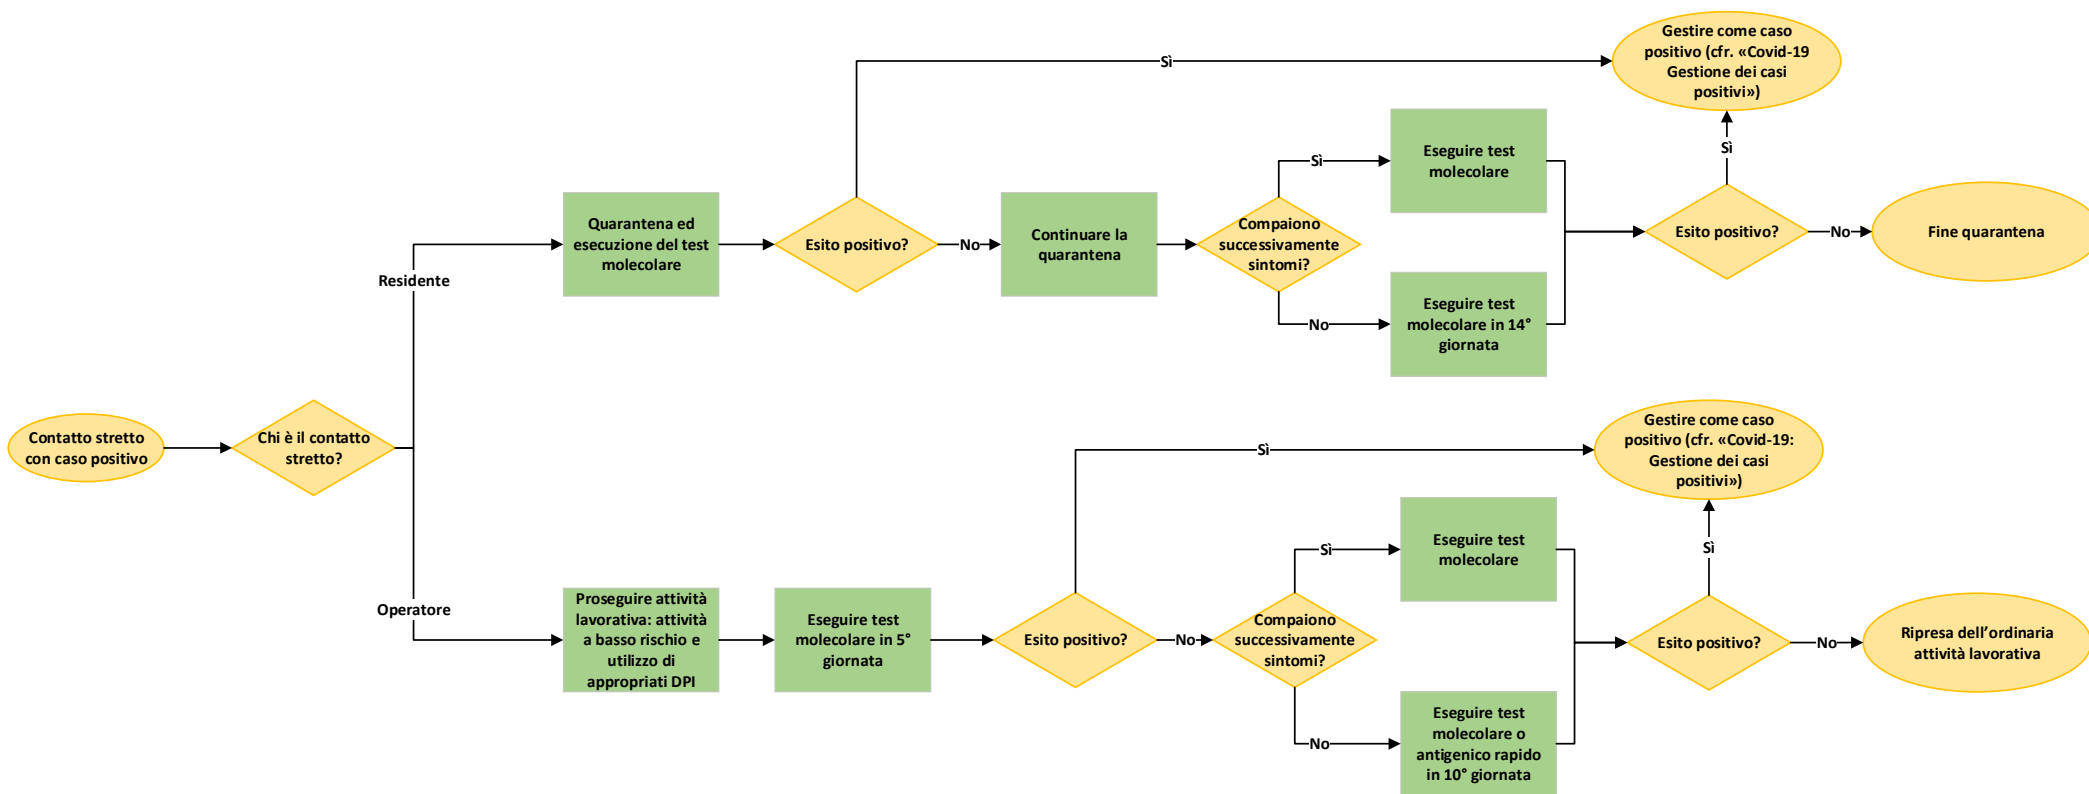 Contatto stretto
con caso positivo
Chi è il contatto
stretto?
Residente
Quarantena ed
esecuzione del test
molecolare
Esito positivo?
Sì
Gestire come caso
positivo (cfr. «Covid-19
Gestione dei casi
positivi»)
No
Continuare la
quarantena
Compaiono
successivamente
sintomi?
Sì
Eseguire test
molecolare
No
Eseguire test
molecolare in 14°
giornata
Esito positivo?
Sì
No
Fine quarantena
Operatore
Proseguire attività
lavorativa: attività
a basso rischio e
utilizzo di
appropriati DPI
Eseguire test
molecolare in 5°
giornata
Esito positivo?
Sì
Gestire come caso
positivo (cfr. «Covid-19:
Gestione dei casi
positivi»)
No
Compaiono
successivamente
sintomi?
Sì
Eseguire test
molecolare
No
Eseguire test
molecolare o
antigenico rapido
in 10° giornata
Esito positivo?
Sì
No
Ripresa dell'ordinaria
attività lavorativa